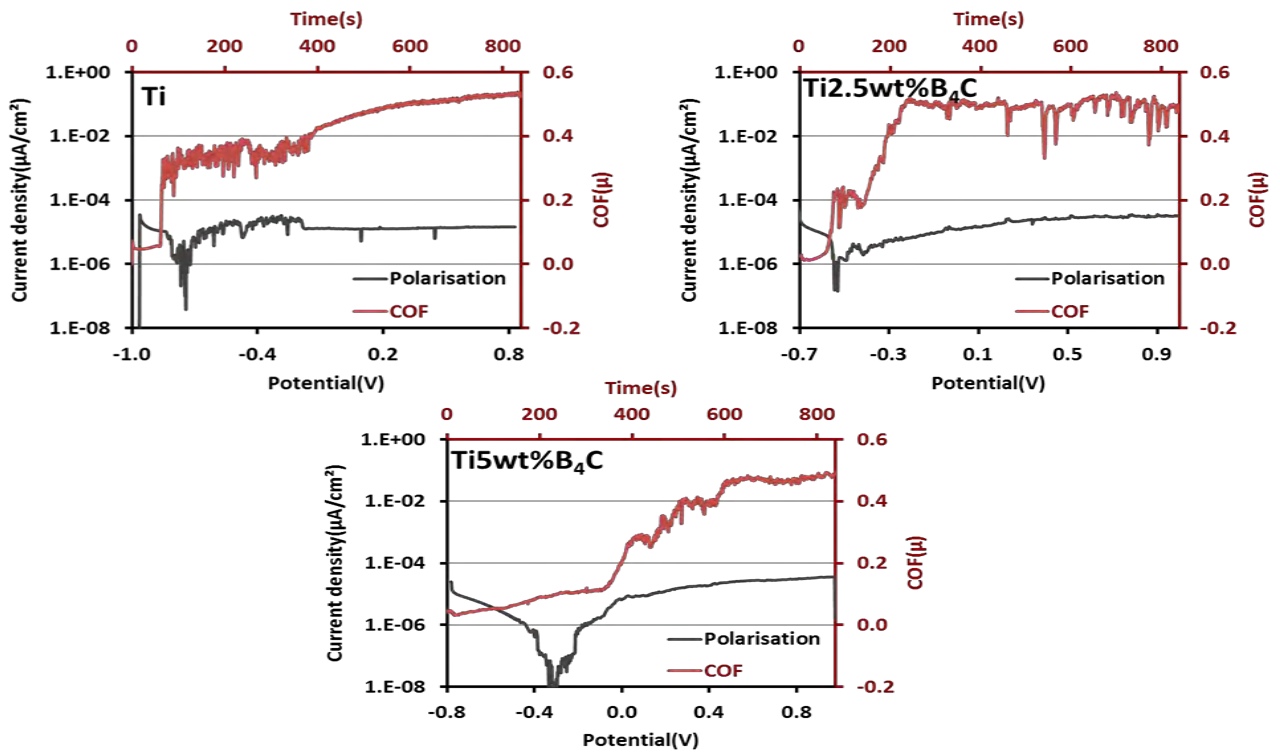 Time(s)
0 200 400 600 800
1.E+00
1.E-02
1.E-04
1.E-06
1.E-08
Current density(µA/cm²)
Ti
0.6
0.4
0.2
0.0
-0.2
COF(µ)
Polarisation
COF
-1.0 -0.4 0.2 0.8
Potential(V)
Time(s)
0 200 400 600 800
1.E+00
1.E-02
1.E-04
1.E-06
1.E-08
Current density(µA/cm²)
Ti2.5wt%B₄C
0.6
0.4
0.2
0.0
-0.2
COF(µ)
Polarisation
COF
-0.7 -0.3 0.1 0.5 0.9
Potential(V)
Time(s)
0 200 400 600 800
1.E+00
1.E-02
1.E-04
1.E-06
1.E-08
Current density(µA/cm²)
Ti5wt%B₄C
0.6
0.4
0.2
0.0
-0.2
COF(µ)
Polarisation
COF
-0.8 -0.4 0.0 0.4 0.8
Potential(V)